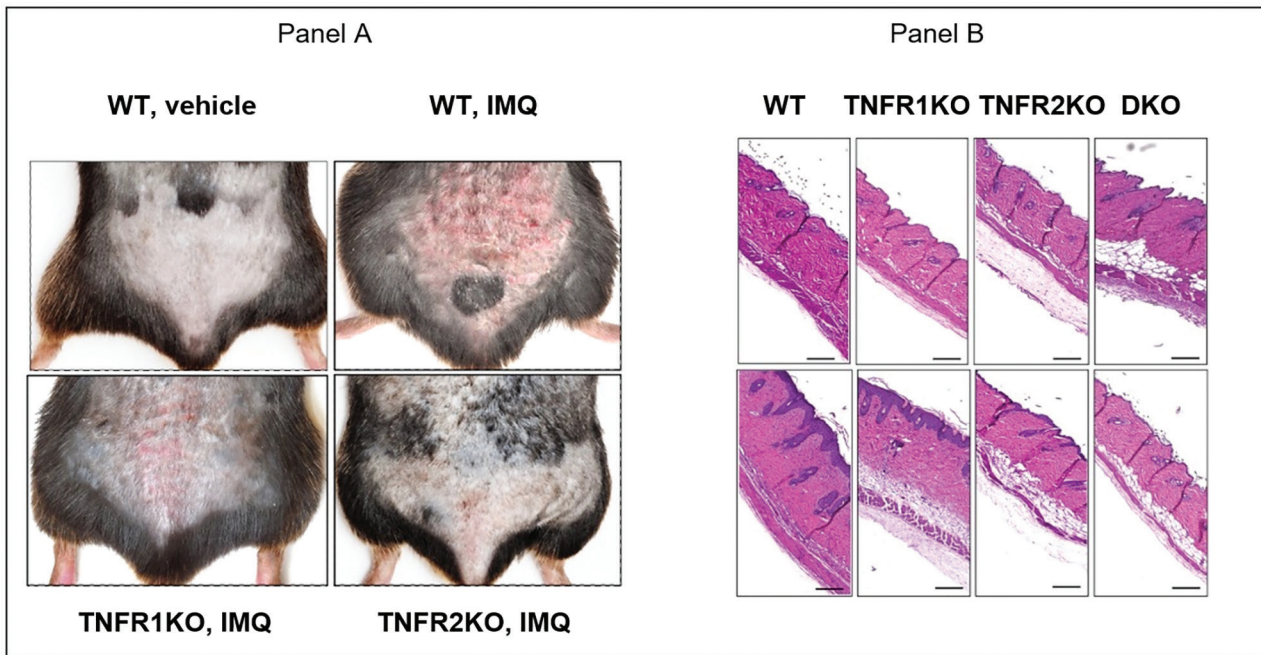 Panel A
WT, vehicle WT, IMQ
TNFR1KO, IMQ TNFR2KO, IMQ
Panel B
WT TNFR1KO TNFR2KO DKO